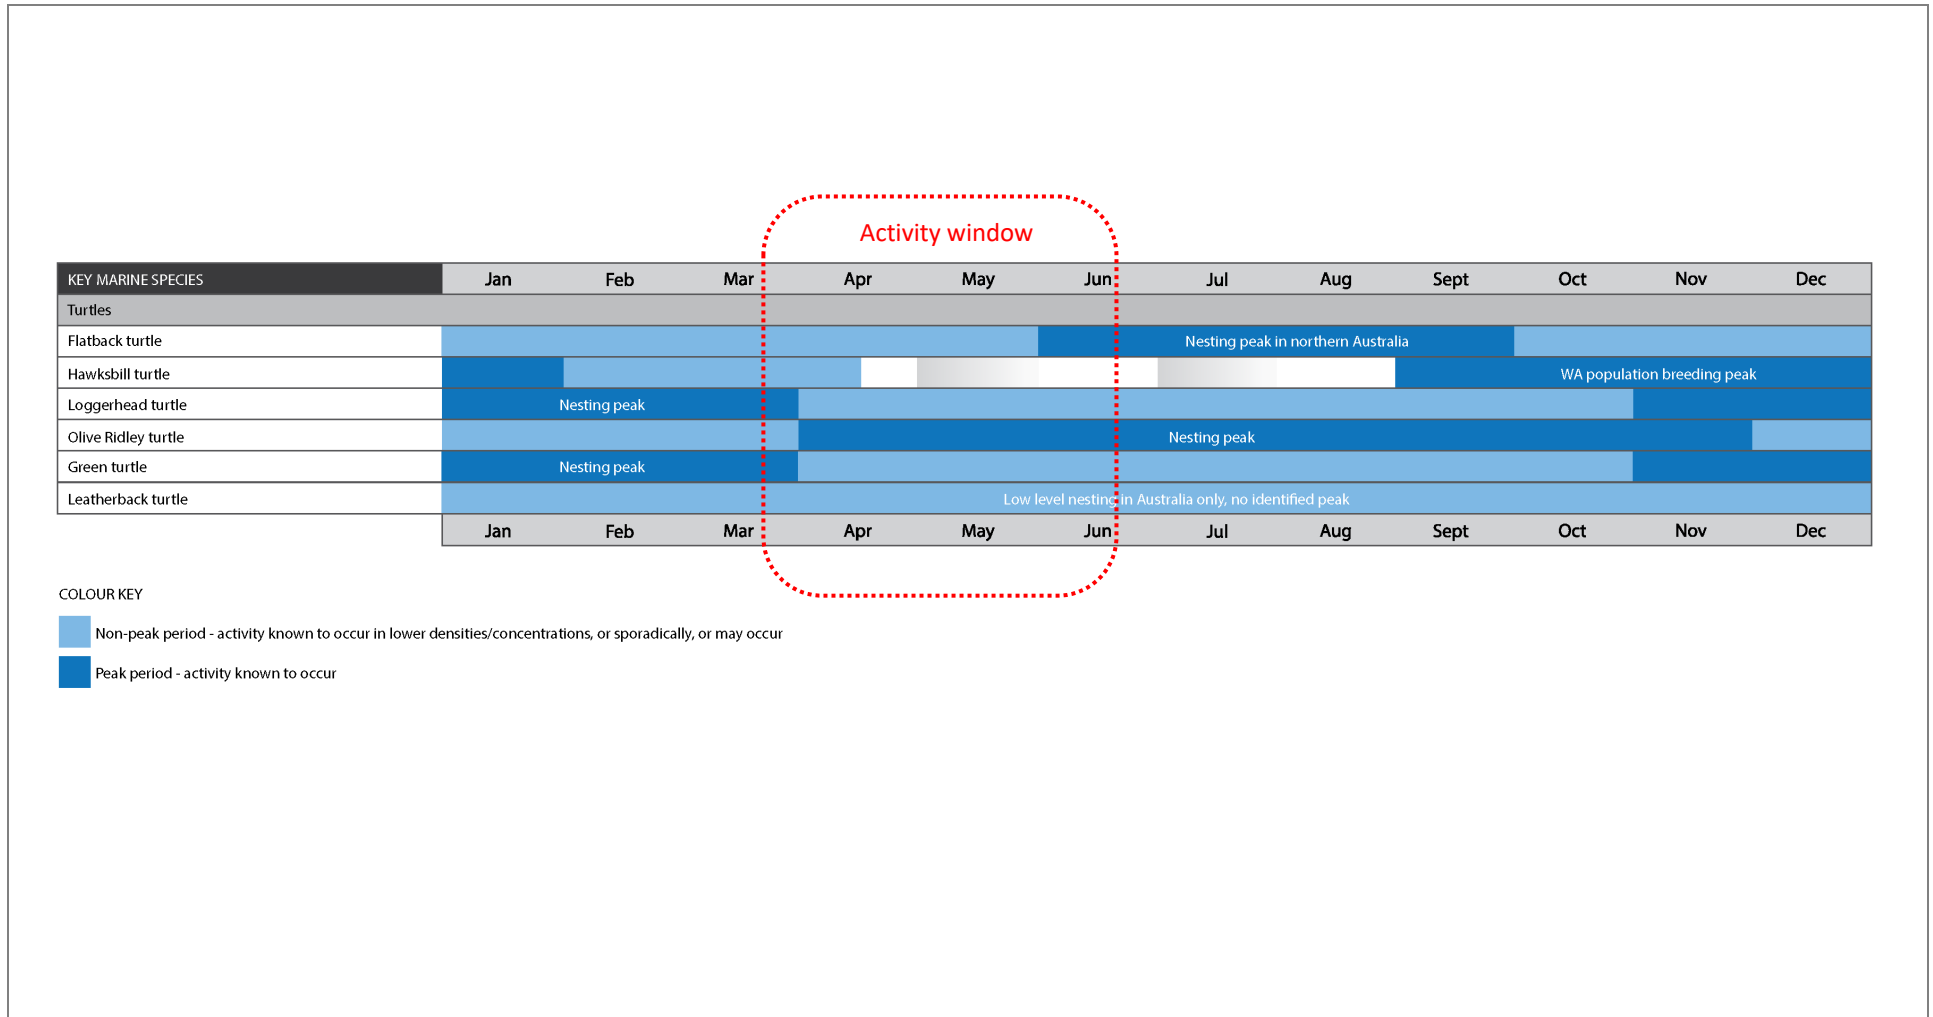 Activity window
KEY MARINE SPECIES Jan Feb Mar Apr May Jun Jul Aug Sept Oct Nov Dec
Turtles
Flatback turtle Nesting peak in northern Australia
Hawksbill turtle WA population breeding peak
Loggerhead turtle Nesting peak
Olive Ridley turtle Nesting peak
Green turtle Nesting peak
Leatherback turtle Low level nesting in Australia only, no identified peak
Jan Feb Mar Apr May Jun Jul Aug Sept Oct Nov Dec
COLOUR KEY
Non-peak period - activity known to occur in lower densities/concentrations, or sporadically, or may occur
Peak period - activity known to occur